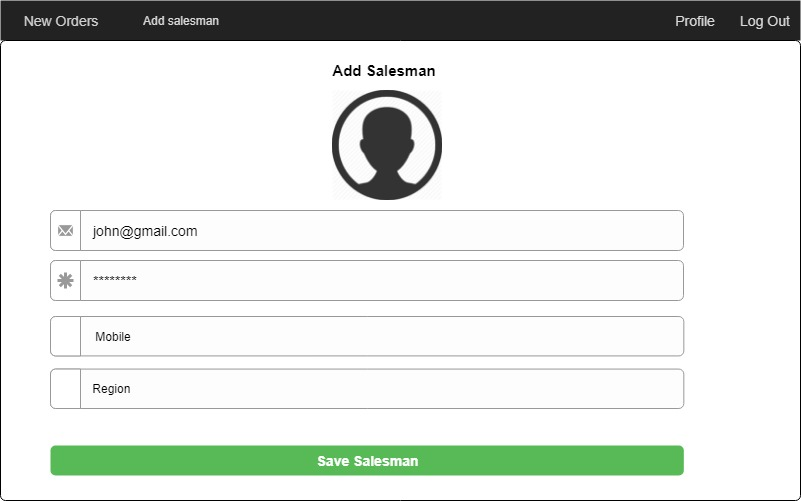 New Orders Add salesman Profile Log Out
Add Salesman
john@gmail.com
********
Mobile
Region
Save Salesman